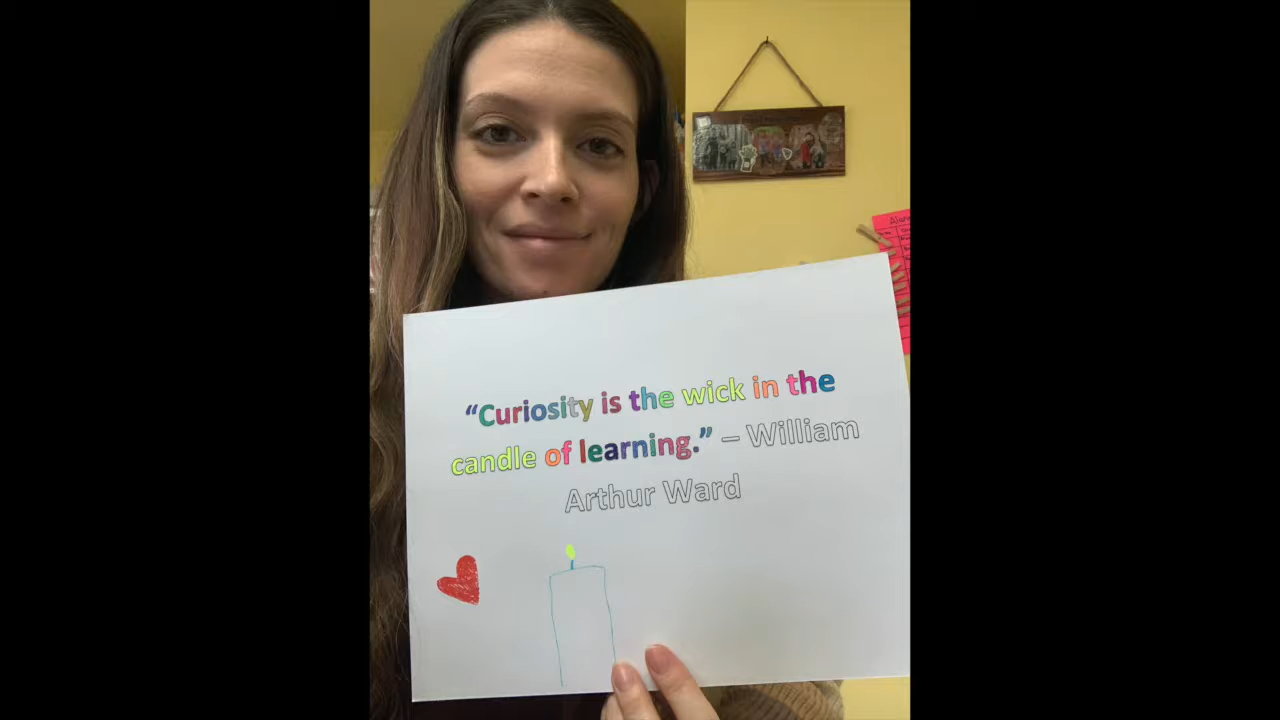 “Curiosity is the wick in the
candle of learning.” – William
Arthur Ward